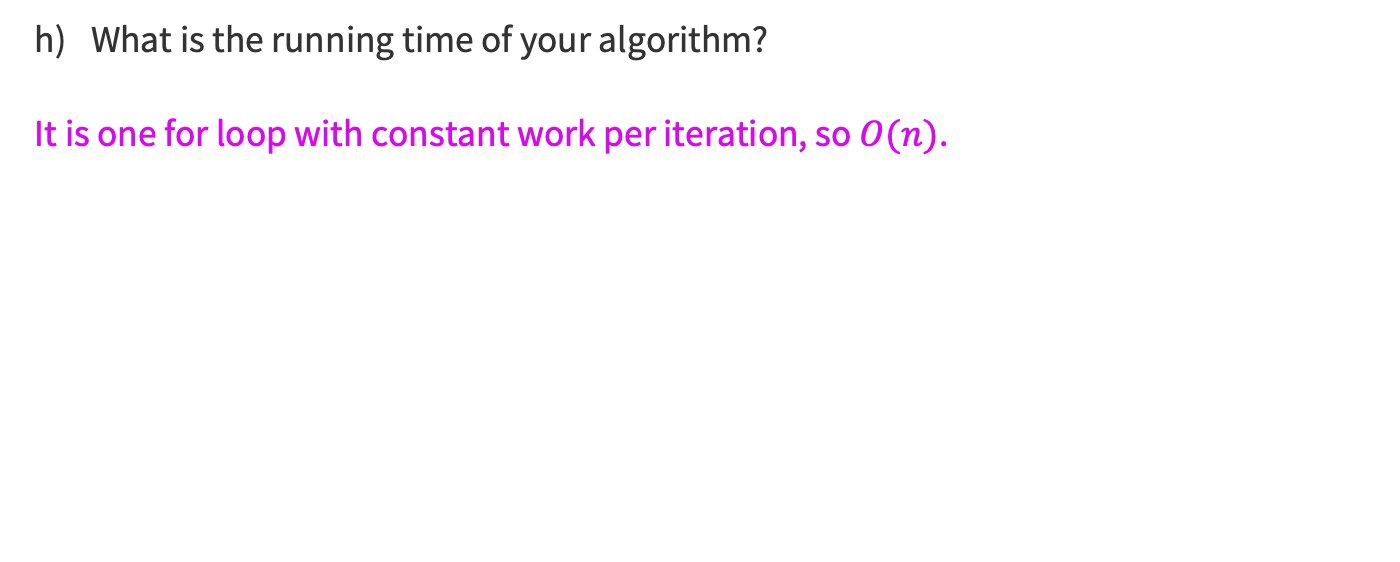 h) What is the running time of your algorithm?
It is one for loop with constant work per iteration, so O(n).